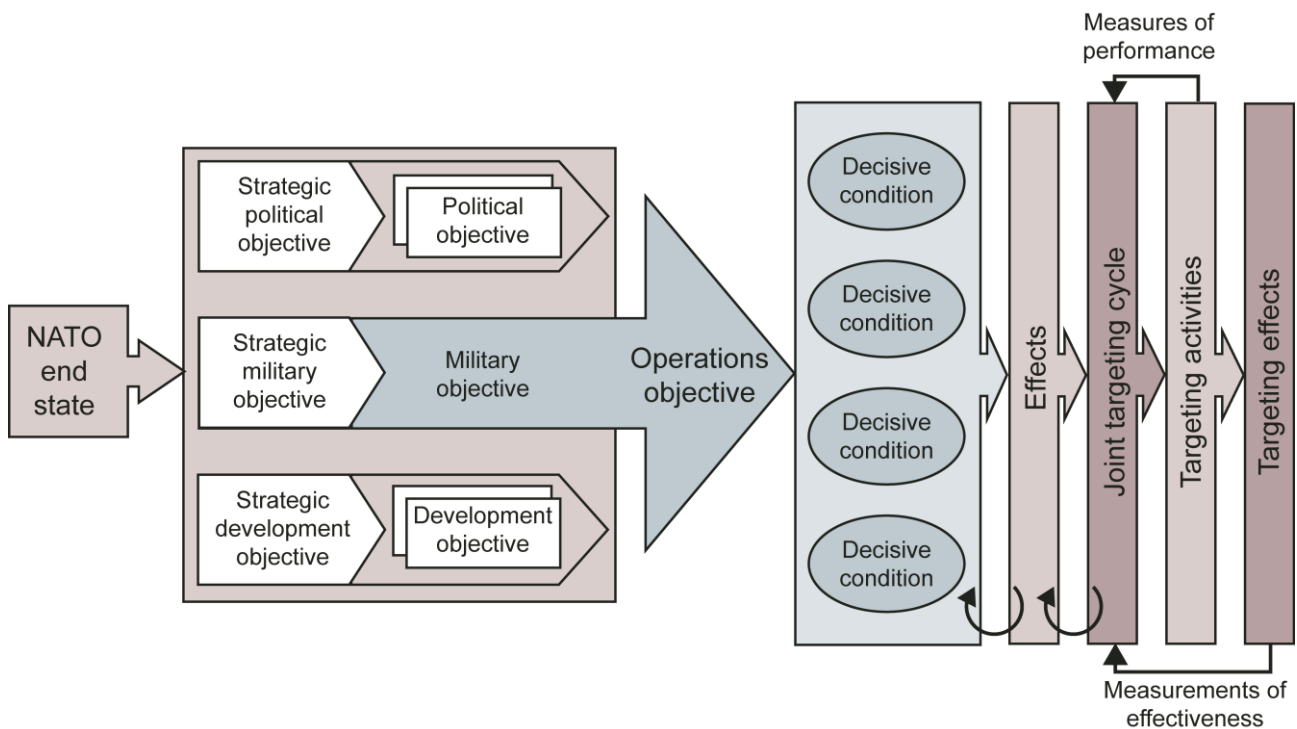 Measures of
performance
NATO
end
state
Strategic
political
objective
Political
objective
Strategic
military
objective
Military
objective
Operations
objective
Strategic
development
objective
Development
objective
Decisive
condition
Decisive
condition
Decisive
condition
Decisive
condition
Effects
Joint targeting cycle
Targeting activities
Targeting effects
Measurements of
effectiveness